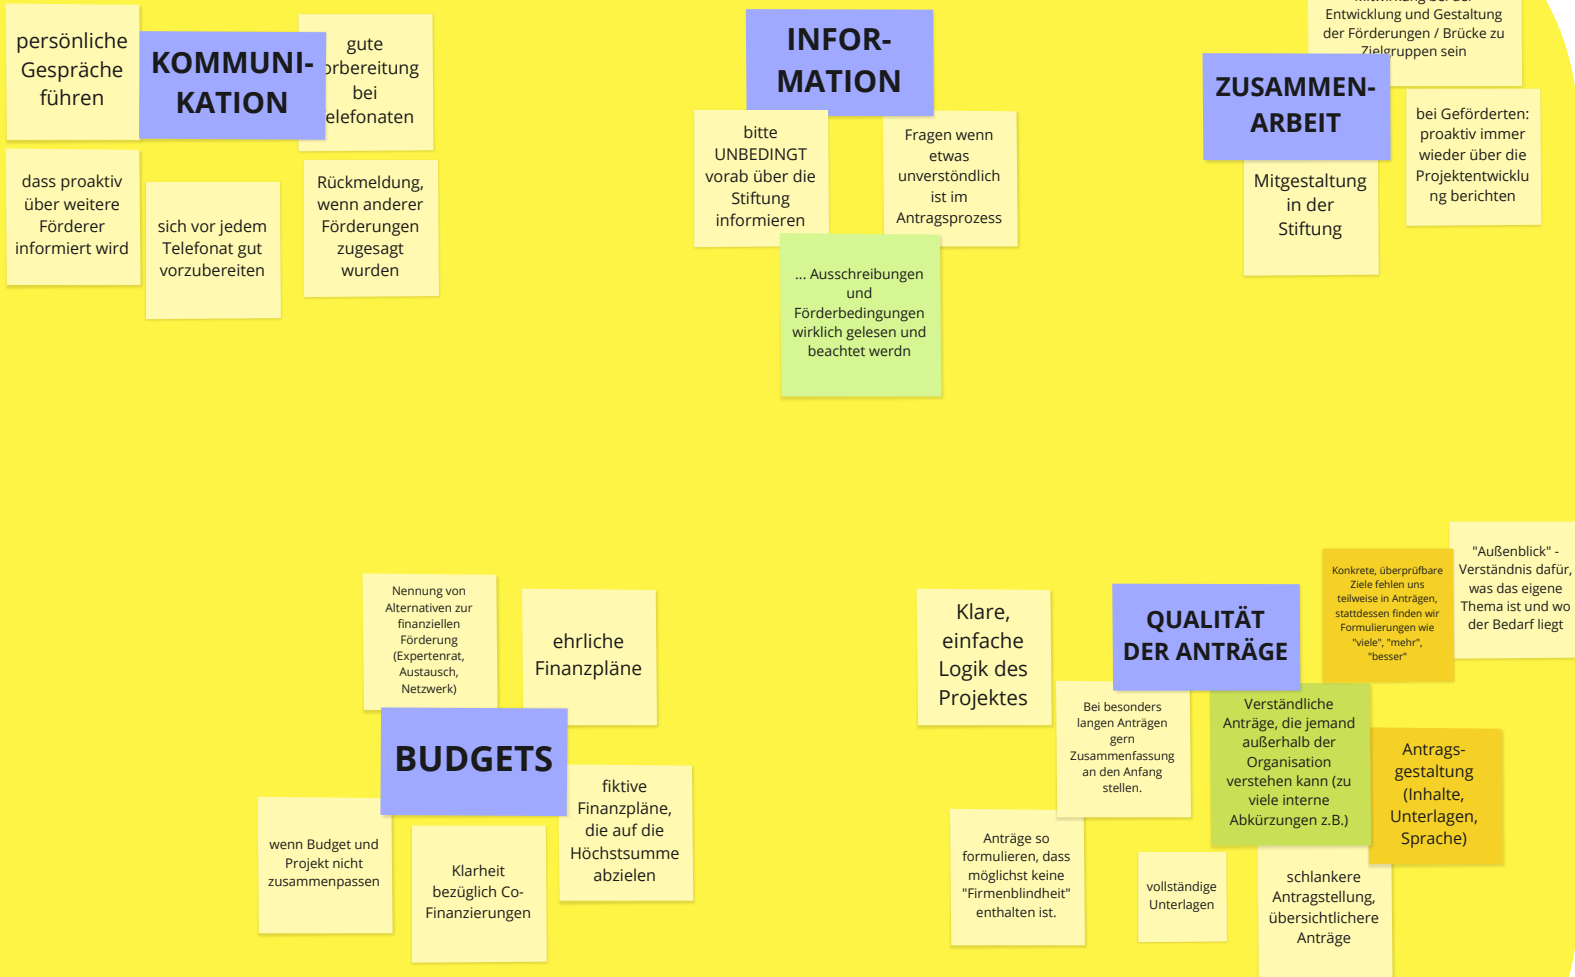 persönliche
Gespräche
führen
KOMMUNI-
KATION
gute
bei
dass proaktiv
über weitere
Förderer
informiert wird
sich vor jedem
Telefonat gut
vorzubereiten
Rückmeldung,
wenn anderer
Förderungen
zugesagt
wurden
INFOR-
MATION
bitte
UNBEDINGT
vorab über die
Stiftung
informieren
Fragen wenn
etwas
unverstöndlich
ist im
Antragsprozess
... Ausschreibungen
und
Förderbedingungen
wirklich gelesen und
beachtet werdn
Entwicklung und Gestaltung
der Förderungen / Brücke zu
Zielgruppen sein
ZUSAMMEN-
ARBEIT
bei Geförderten:
proaktiv immer
wieder über die
Projektentwicklu
ng berichten
Mitgestaltung
in der
Stiftung
Nennung von
Alternativen zur
finanziellen
Förderung
(Expertenrat,
Austausch,
Netzwerk)
ehrliche
Finanzpläne
BUDGETS
fiktive
Finanzpläne,
die auf die
Höchstsumme
abzielen
wenn Budget und
Projekt nicht
zusammenpassen
Klarheit
bezüglich Co-
Finanzierungen
Klare,
einfache
Logik des
Projektes
QUALITÄT
DER ANTRÄGE
Konkrete, überprüfbare
Ziele fehlen uns
teilweise in Anträgen,
stattdessen finden wir
Formulierungen wie
"viele", "mehr",
"besser"
"Außenblick" -
Verständnis dafür,
was das eigene
Thema ist und wo
der Bedarf liegt
Bei besonders
langen Anträgen
gern
Zusammenfassung
an den Anfang
stellen.
Verständliche
Anträge, die jemand
außerhalb der
Organisation
verstehen kann (zu
viele interne
Abkürzungen z.B.)
Antrags-
gestaltung
(Inhalte,
Unterlagen,
Sprache)
Anträge so
formulieren, dass
möglichst keine
"Firmenblindheit"
enthalten ist.
vollständige
Unterlagen
schlankere
Antragstellung,
übersichtlichere
Anträge